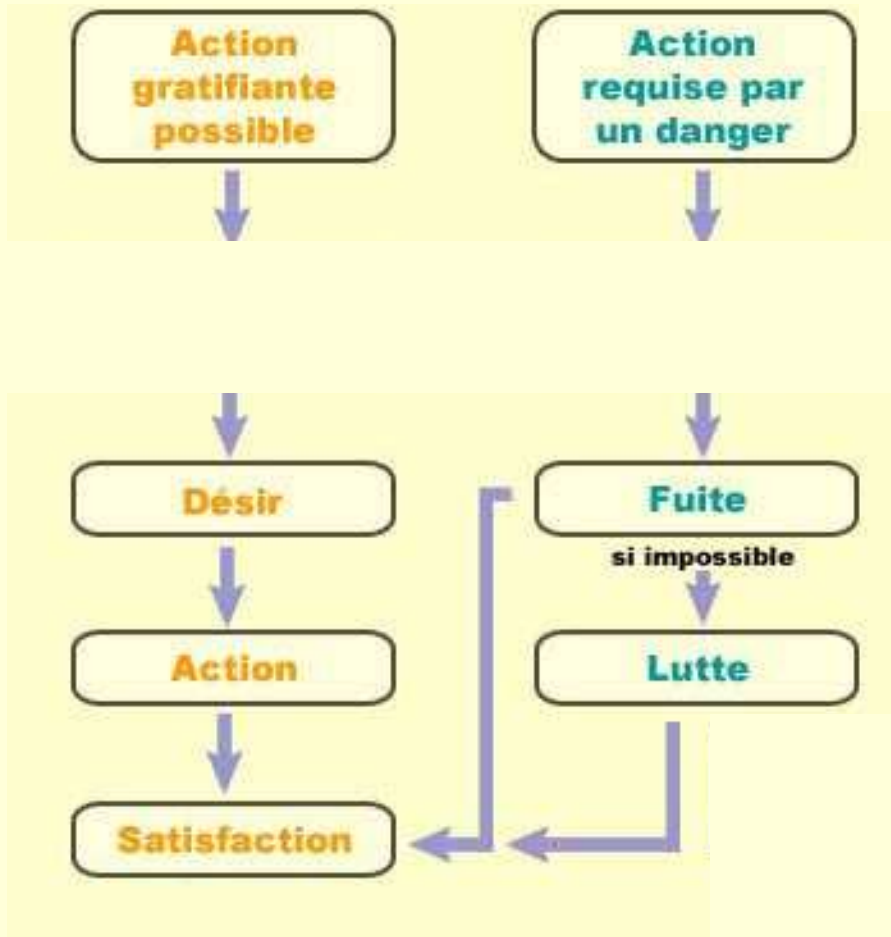 Action
gratifiante
possible
Action
requise par
un danger
Désir
Fuite
si impossible
Action
Lutte
Satisfaction